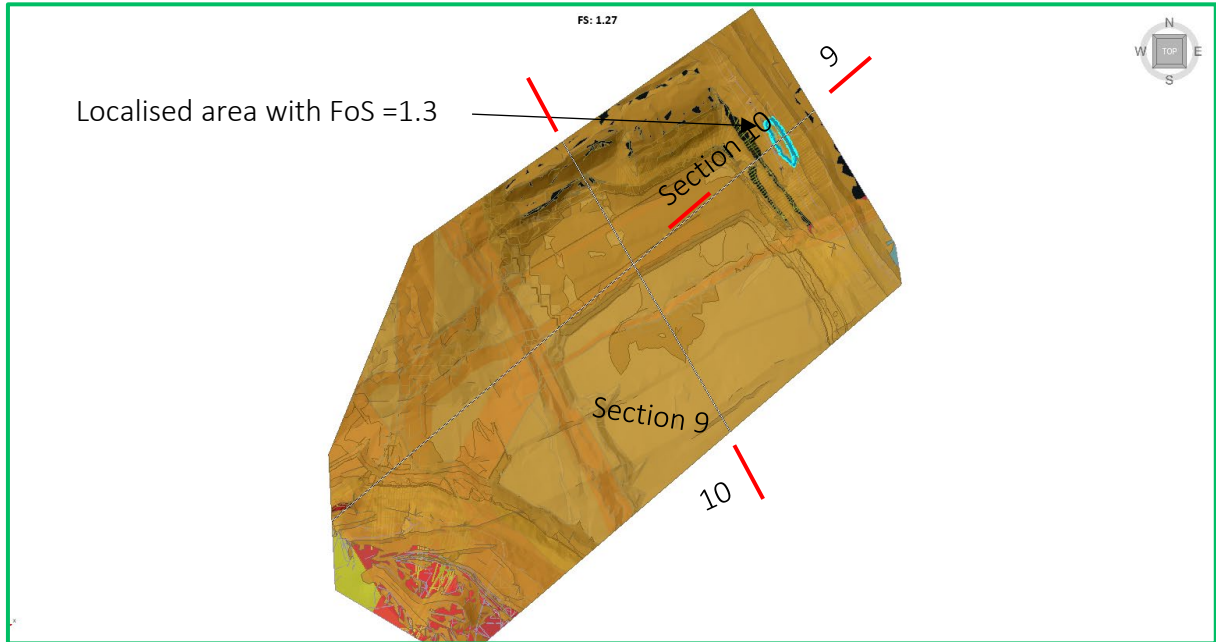 FS: 1.27
N
W TOP E
S
9
Localised area with FoS =1.3
Section 10
Section 9
10